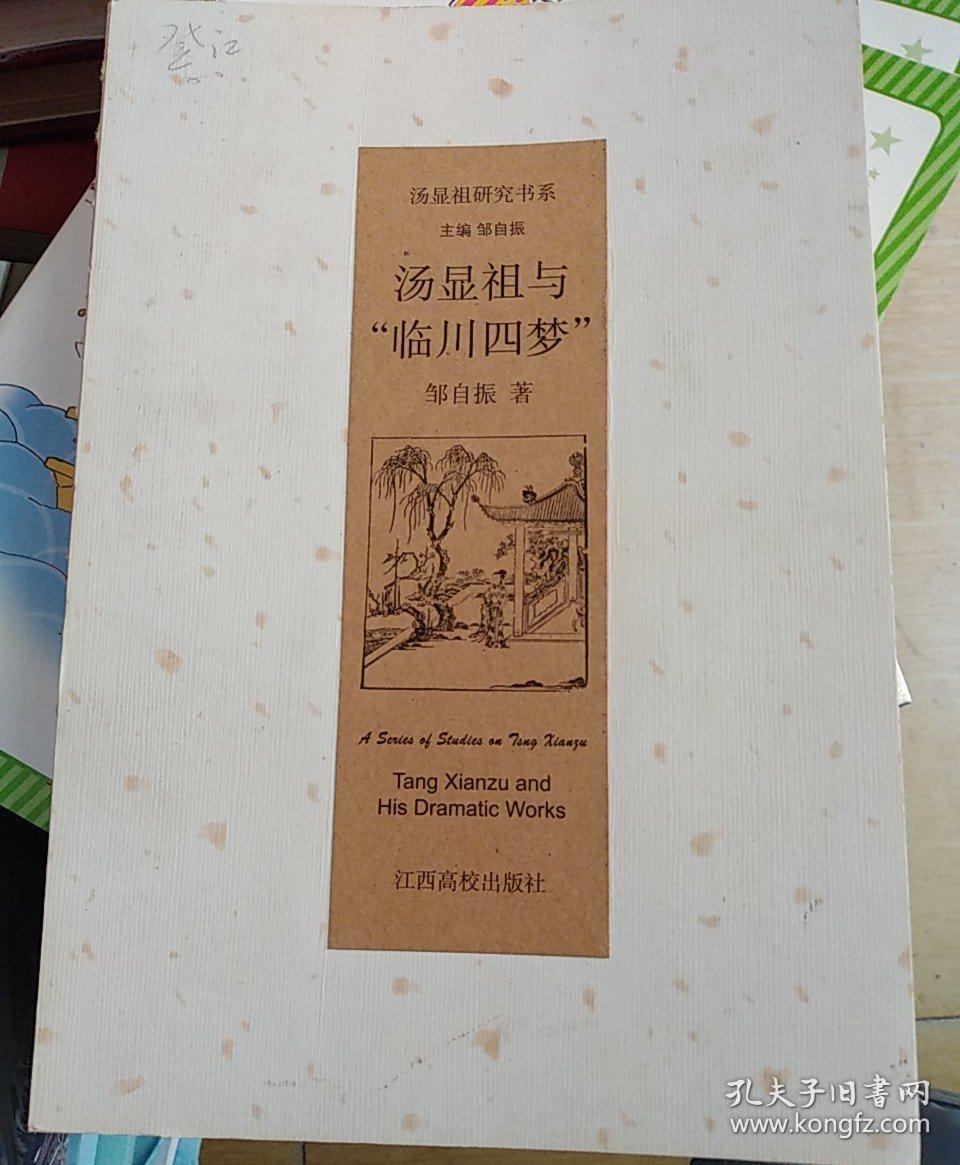 汤显祖研究书系
主编 邹自振
汤显祖与
“临川四梦”
邹自振 著
A Series of Studies on Tang Xianzu
Tang Xianzu and
His Dramatic Works
江西高校出版社
孔夫子旧书网
www.kongfz.com